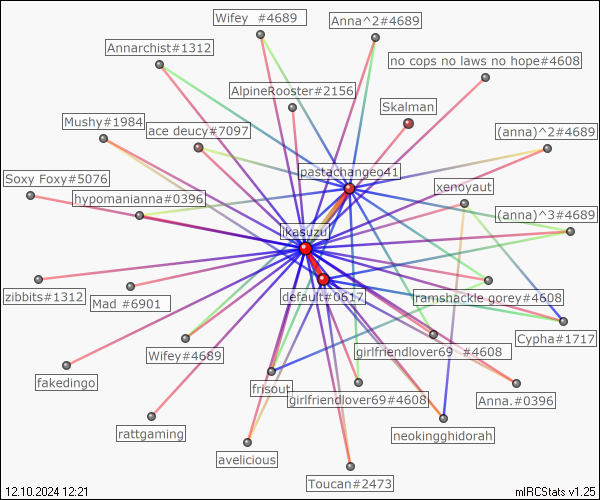 Wifey #4689
Anna^2#4689
Annarchist#1312
no cops no laws no hope#4608
AlpineRooster#2156
Skalman
Mushy#1984
ace deucy#7097
(anna)^2#4689
pastachangeo41
Soxy Foxy#5076
xenoyaut
hypomanianna#0396
(anna)^3#4689
ikasuzu
zibbits#1312
Mad #6901
default#0617
ramshackle gorey#4608
Cypha#1717
Wifey#4689
girlfriendlover69 #4608
fakedingo
frisout
girlfriendlover69#4608
Anna.#0396
rattgaming
neokingghidorah
avelicious
Toucan#2473
12.10.2024 12:21
mIRCStats v1.25